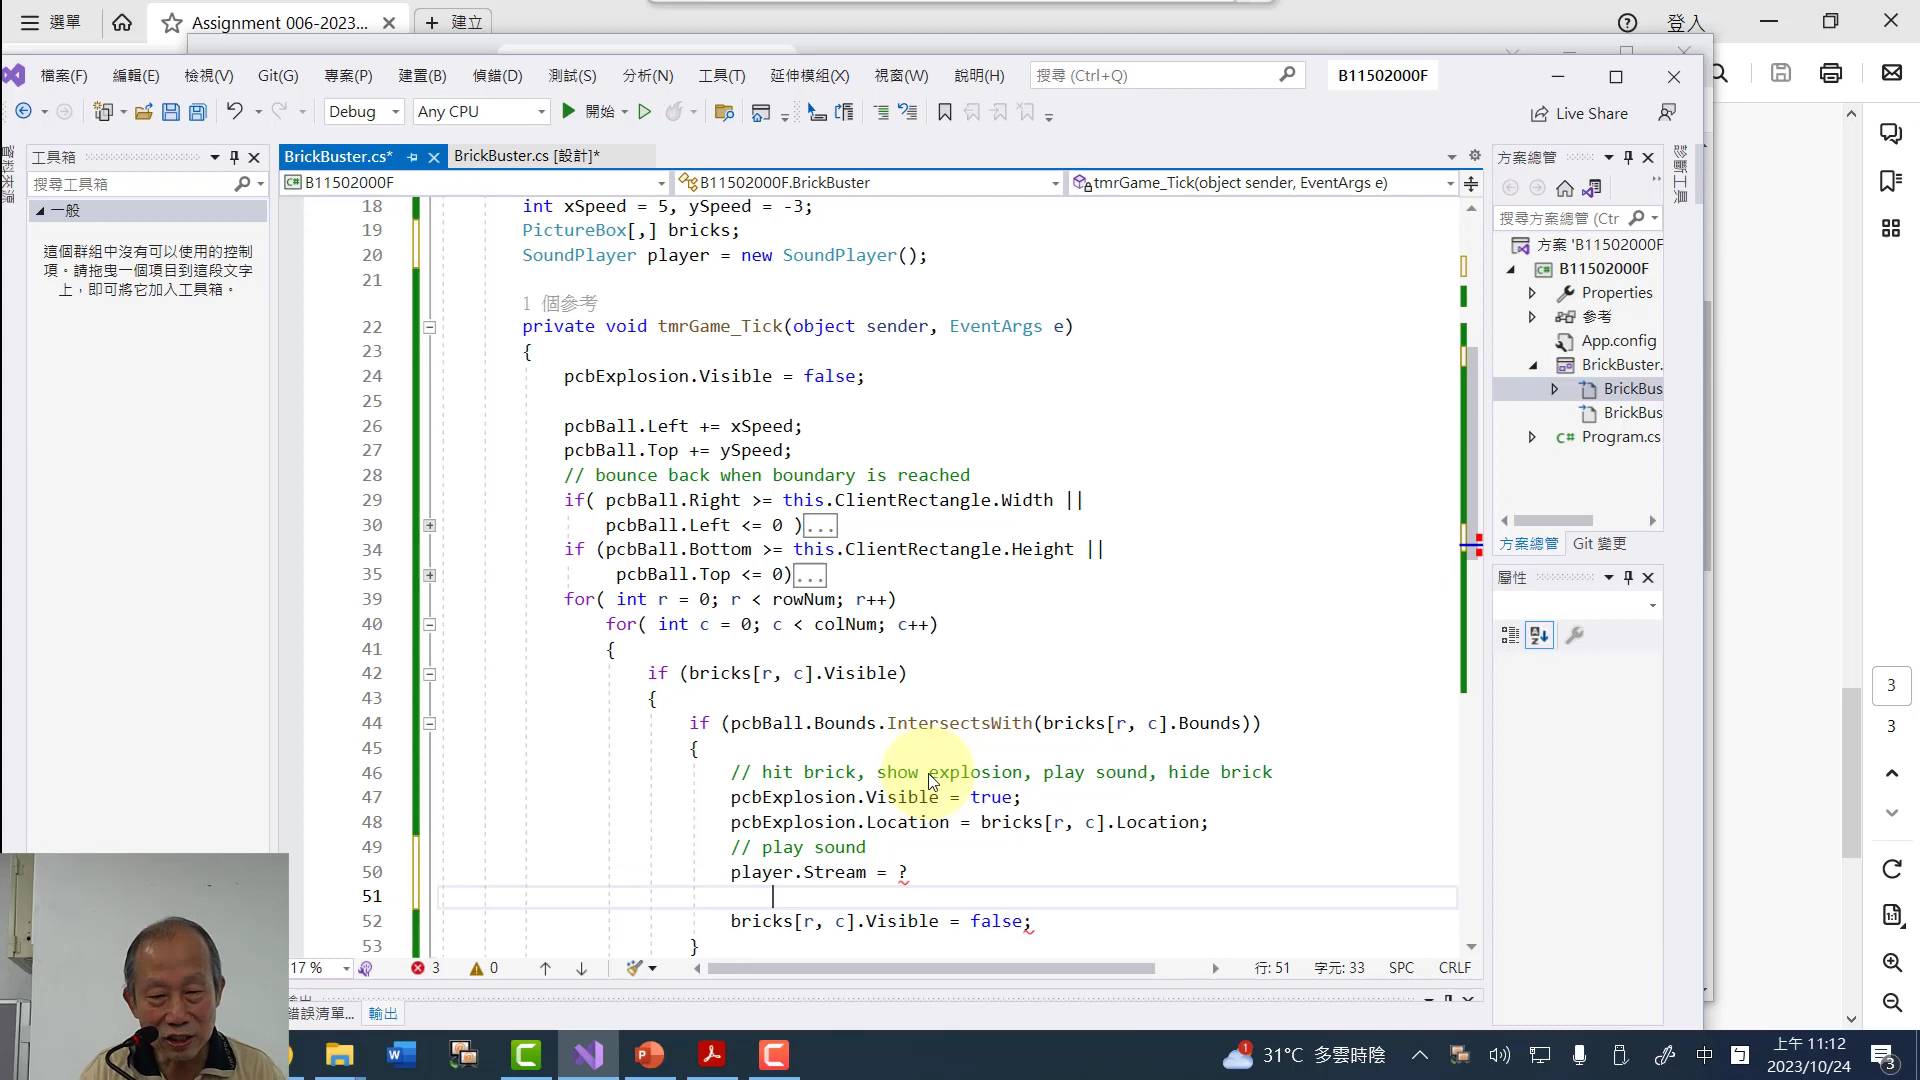 選單
Assignment 006-2023...
建立
登入
檔案(F) 編輯(E) 檢視(V) Git(G) 專案(P) 建置(B) 偵錯(D) 測試(S) 分析(N) 工具(T) 延伸模組(X) 視窗(W) 說明(H)
搜尋 (Ctrl+Q)
B11502000F
Debug Any CPU 開始
Live Share
工具箱
搜尋工具箱
一般
這個群組中沒有可以使用的控制
項。請拖曳一個項目到這段文字
上，即可將它加入工具箱。
BrickBuster.cs* BrickBuster.cs [設計]*
B11502000F B11502000F.BrickBuster tmrGame_Tick(object sender, EventArgs e)
18 int xSpeed = 5, ySpeed = -3;
19 PictureBox[,] bricks;
20 SoundPlayer player = new SoundPlayer();
21
1 個參考
22 private void tmrGame_Tick(object sender, EventArgs e)
23 {
24 pcbExplosion.Visible = false;
25
26 pcbBall.Left += xSpeed;
27 pcbBall.Top += ySpeed;
28 // bounce back when boundary is reached
29 if( pcbBall.Right >= this.ClientRectangle.Width ||
30 pcbBall.Left <= 0 )...
34 if (pcbBall.Bottom >= this.ClientRectangle.Height ||
35 pcbBall.Top <= 0)...
39 for( int r = 0; r < rowNum; r++)
40 for( int c = 0; c < colNum; c++)
41 {
42 if (bricks[r, c].Visible)
43 {
44 if (pcbBall.Bounds.IntersectsWith(bricks[r, c].Bounds))
45 {
46 // hit brick, show explosion, play sound, hide brick
47 pcbExplosion.Visible = true;
48 pcbExplosion.Location = bricks[r, c].Location;
49 // play sound
50 player.Stream = ?
51
52 bricks[r, c].Visible = false;
53 }
17 % 3 0 行: 51 字元: 33 SPC CRLF
錯誤清單... 輸出
方案總管
搜尋方案總管 (Ctr
方案 'B11502000F
B11502000F
Properties
參考
App.config
BrickBuster.
BrickBus
BrickBus
Program.cs
方案總管 Git 變更
屬性
診斷工具
3
3
31°C 多雲時陰
中
上午 11:12
2023/10/24
3